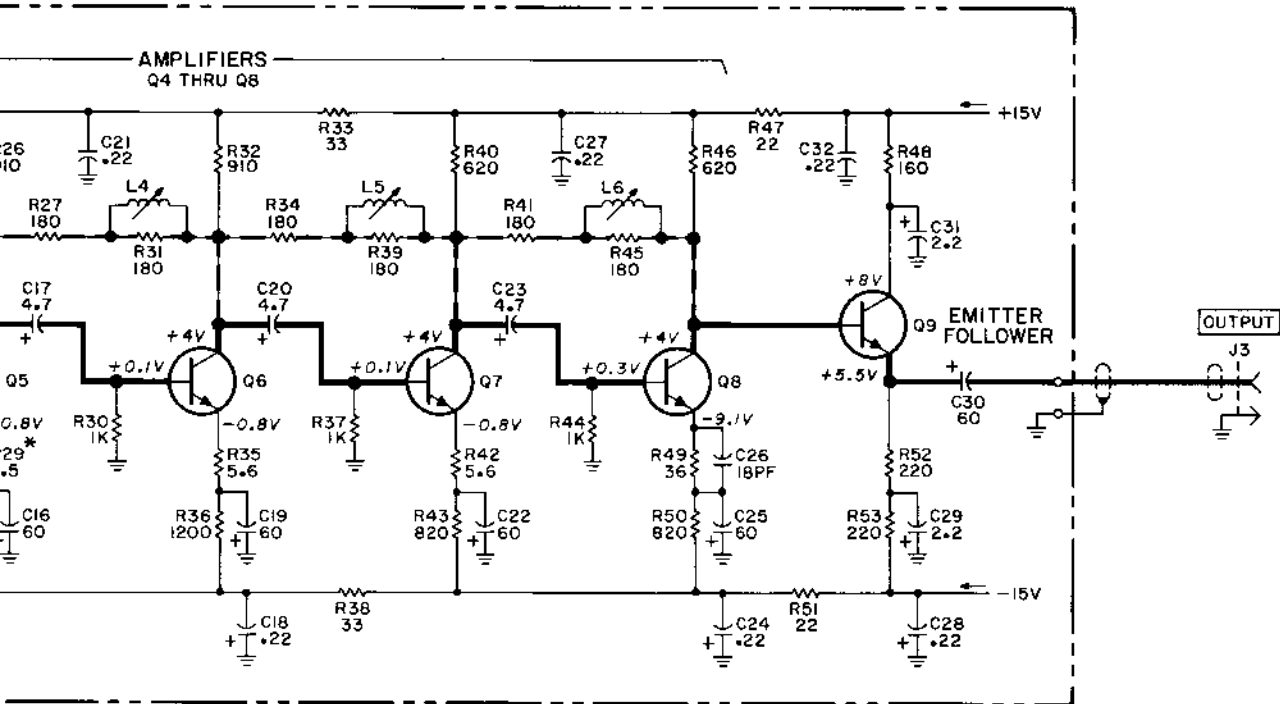 AMPLIFIERS
Q4 THRU Q8
+15V
C21
.22
R32
910
R33
33
R40
620
C27
.22
R46
620
R47
22
C32
.22
R48
160
R27
180
L4
R31
180
R34
180
L5
R39
180
R41
180
L6
R45
180
C31
2.2
+
C17
4.7
+
C20
4.7
+
C23
4.7
+
+8V
Q9
EMITTER
FOLLOWER
OUTPUT
J3
+4V
+0.1V
Q5
Q6
+4V
+0.1V
Q7
+4V
+0.3V
Q8
+5.5V
+
C30
60
R30
1K
-0.8V
R37
1K
-0.8V
R44
1K
-9.1V
0.8V
*
R35
5.6
R42
5.6
R49
36
C26
18PF
R52
220
C16
60
R36
1200
C19
60
+
R43
820
C22
60
+
R50
820
C25
60
+
R53
220
C29
2.2
+
-15V
C18
.22
+
R38
33
C24
.22
+
R51
22
C28
.22
+